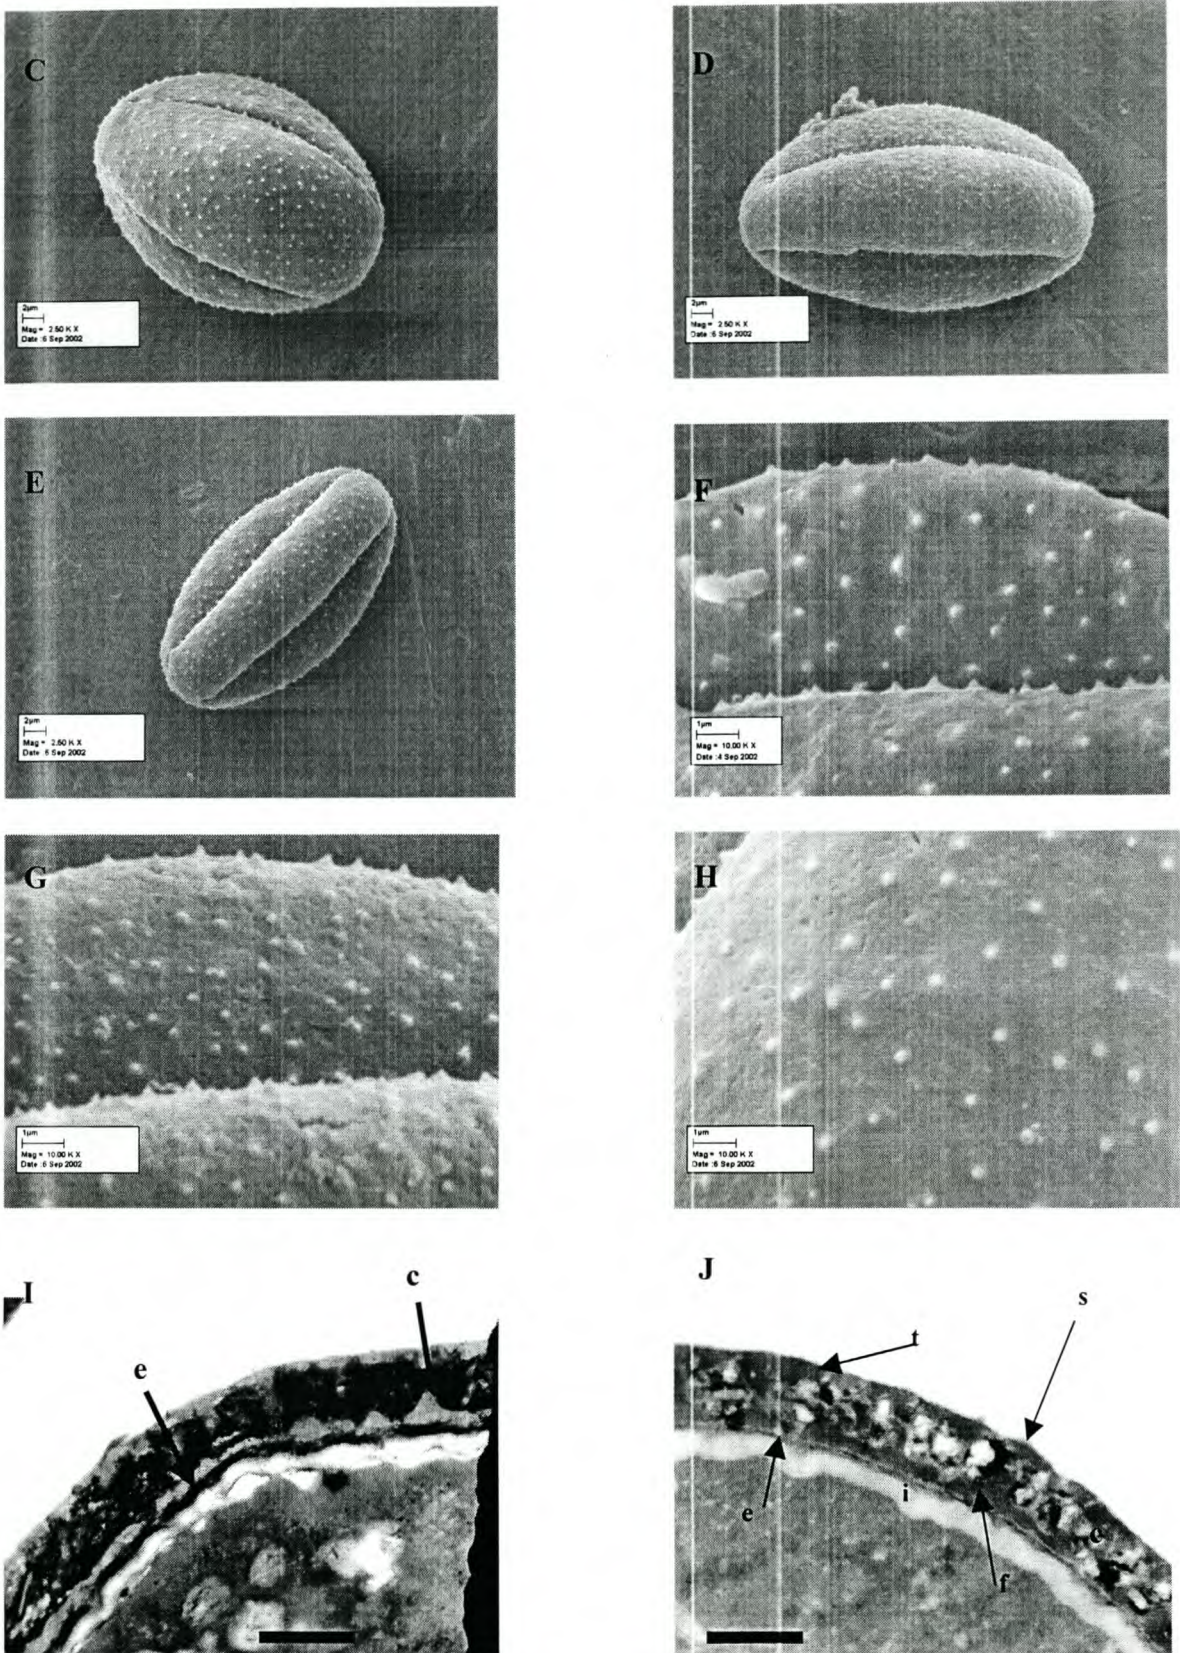 C
2µm
Mag = 2.50 K X
Date :6 Sep 2002
D
2µm
Mag = 2.50 K X
Date :6 Sep 2002
E
2µm
Mag = 2.50 K X
Date :6 Sep 2002
F
1µm
Mag = 10.00 K X
Date :4 Sep 2002
G
1µm
Mag = 10.00 K X
Date :6 Sep 2002
H
1µm
Mag = 10.00 K X
Date :6 Sep 2002
I
c
e
J
s
t
e
i
c
f